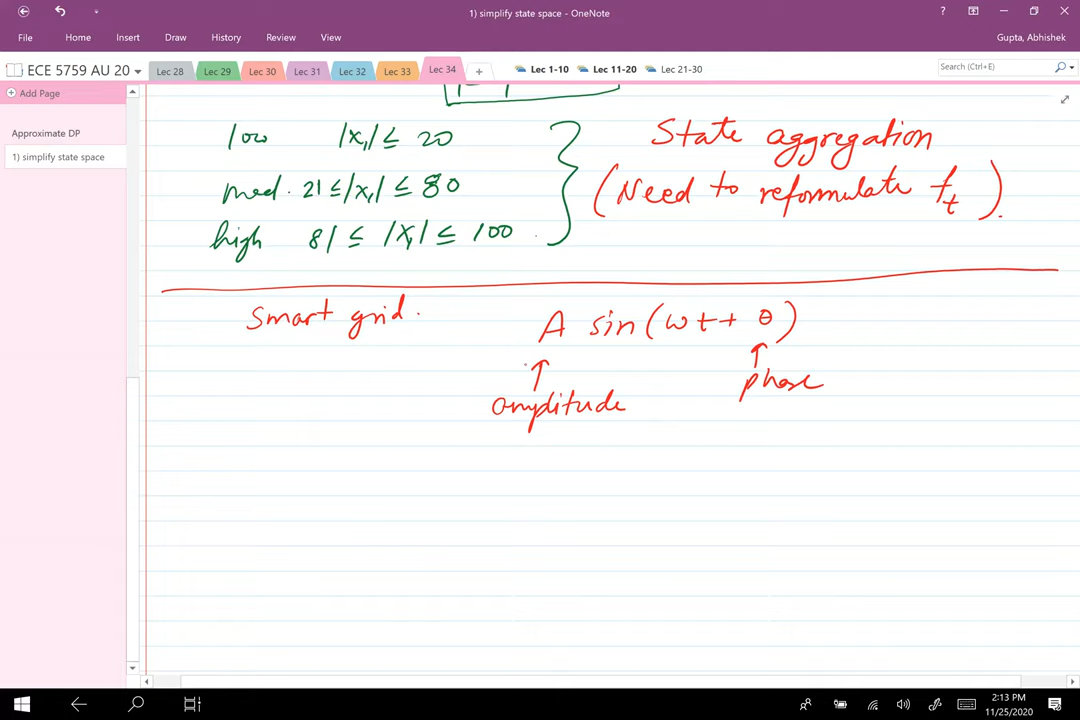 1) simplify state space - OneNote
?
File
Home
Insert
Draw
History
Review
View
Gupta, Abhishek
ECE 5759 AU 20
Lec 28
Lec 29
Lec 30
Lec 31
Lec 32
Lec 33
Lec 34
+
Lec 1-10
Lec 11-20
Lec 21-30
Search (Ctrl+E)
Add Page
Approximate DP
1) simplify state space
low |x₁| ≤ 20
med. 21 ≤ |x₁| ≤ 80
high 81 ≤ |x₁| ≤ 100
State aggregation
(Need to reformulate f_t).
Smart grid.
A sin(ωt + θ)
↑ ↑
amplitude phase
2:13 PM
11/25/2020